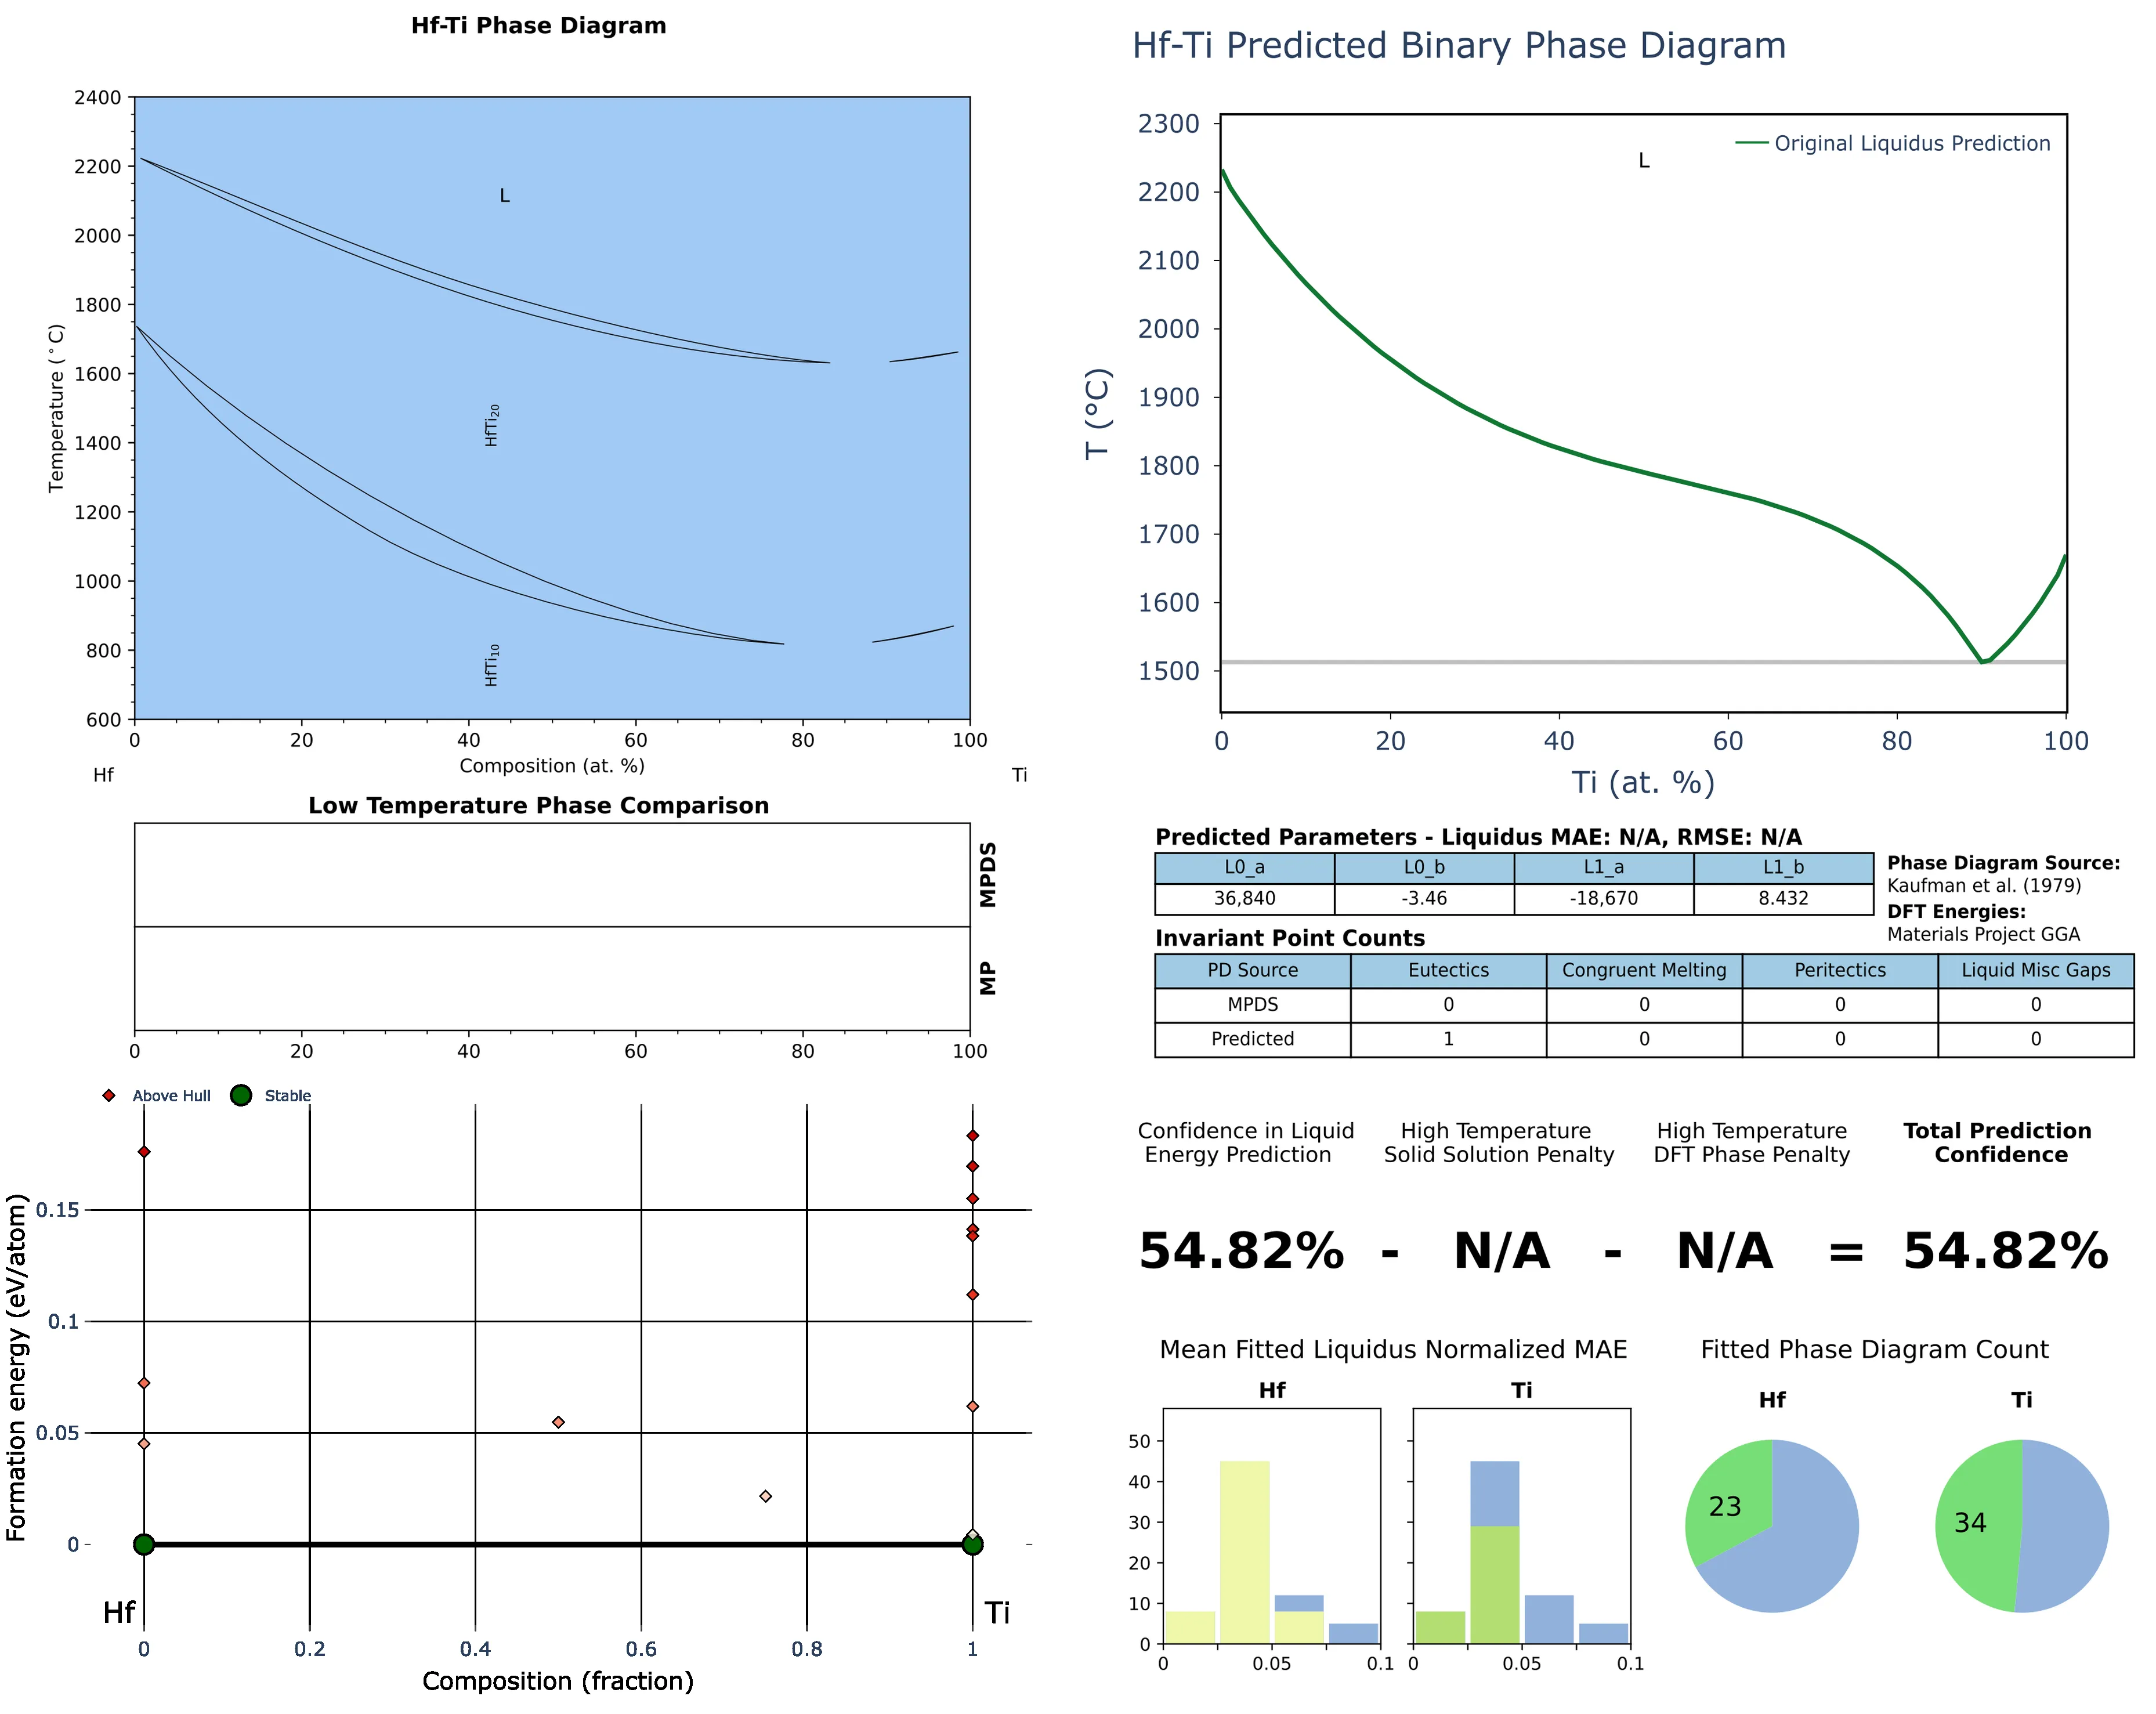 Hf-Ti Phase Diagram
2400
2200
2000
1800
1600
1400
1200
1000
800
600
Temperature (°C)
L
HfTi20
HfTi10
0 20 40 60 80 100
Hf Composition (at. %) Ti
Low Temperature Phase Comparison
MPDS
MP
0 20 40 60 80 100
Above Hull Stable
Formation energy (eV/atom)
0.15
0.1
0.05
0
Hf Ti
0 0.2 0.4 0.6 0.8 1
Composition (fraction)
Hf-Ti Predicted Binary Phase Diagram
2300
2200
2100
2000
1900
1800
1700
1600
1500
T (°C)
L
Original Liquidus Prediction
0 20 40 60 80 100
Ti (at. %)
Predicted Parameters - Liquidus MAE: N/A, RMSE: N/A
L0_a L0_b L1_a L1_b
36,840 -3.46 -18,670 8.432
Phase Diagram Source:
Kaufman et al. (1979)
DFT Energies:
Materials Project GGA
Invariant Point Counts
PD Source Eutectics Congruent Melting Peritectics Liquid Misc Gaps
MPDS 0 0 0 0
Predicted 1 0 0 0
Confidence in Liquid
Energy Prediction
High Temperature
Solid Solution Penalty
High Temperature
DFT Phase Penalty
Total Prediction
Confidence
54.82% - N/A - N/A = 54.82%
Mean Fitted Liquidus Normalized MAE
Hf Ti
50
40
30
20
10
0
0 0.05 0.1 0 0.05 0.1
Fitted Phase Diagram Count
Hf Ti
23 34